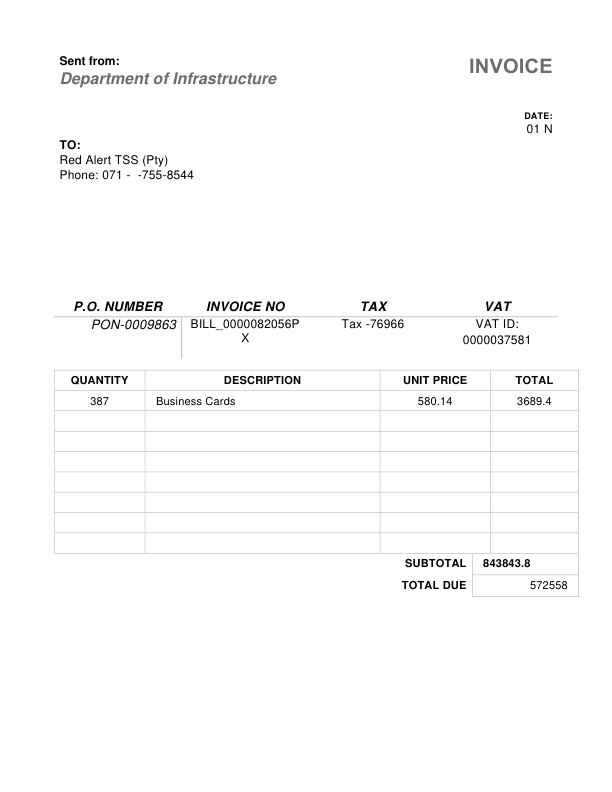 Sent from:
INVOICE
Department of Infrastructure
DATE:
01 N
TO:
Red Alert TSS (Pty)
Phone: 071 -  -755-8544
P.O. NUMBER INVOICE NO TAX VAT
PON-0009863 BILL_0000082056P Tax -76966 VAT ID:
X 0000037581
QUANTITY DESCRIPTION UNIT PRICE TOTAL
387 Business Cards 580.14 3689.4
SUBTOTAL 843843.8
TOTAL DUE 572558